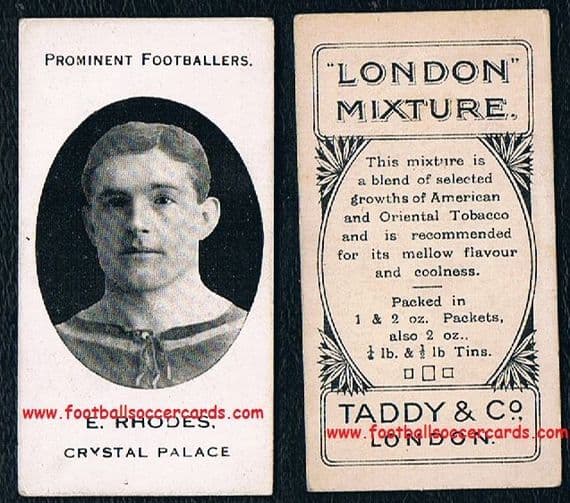 PROMINENT FOOTBALLERS.
www.footballsoccercards.com
E. RHODES,
CRYSTAL PALACE
"LONDON"
MIXTURE.
This mixture is
a blend of selected
growths of American
and Oriental Tobacco
and is recommended
for its mellow flavour
and coolness.
Packed in
1 & 2 oz. Packets,
also 2 oz.,
¼ lb. & ½ lb Tins.
TADDY & Co.
www.footballsoccercards.com
LONDON.